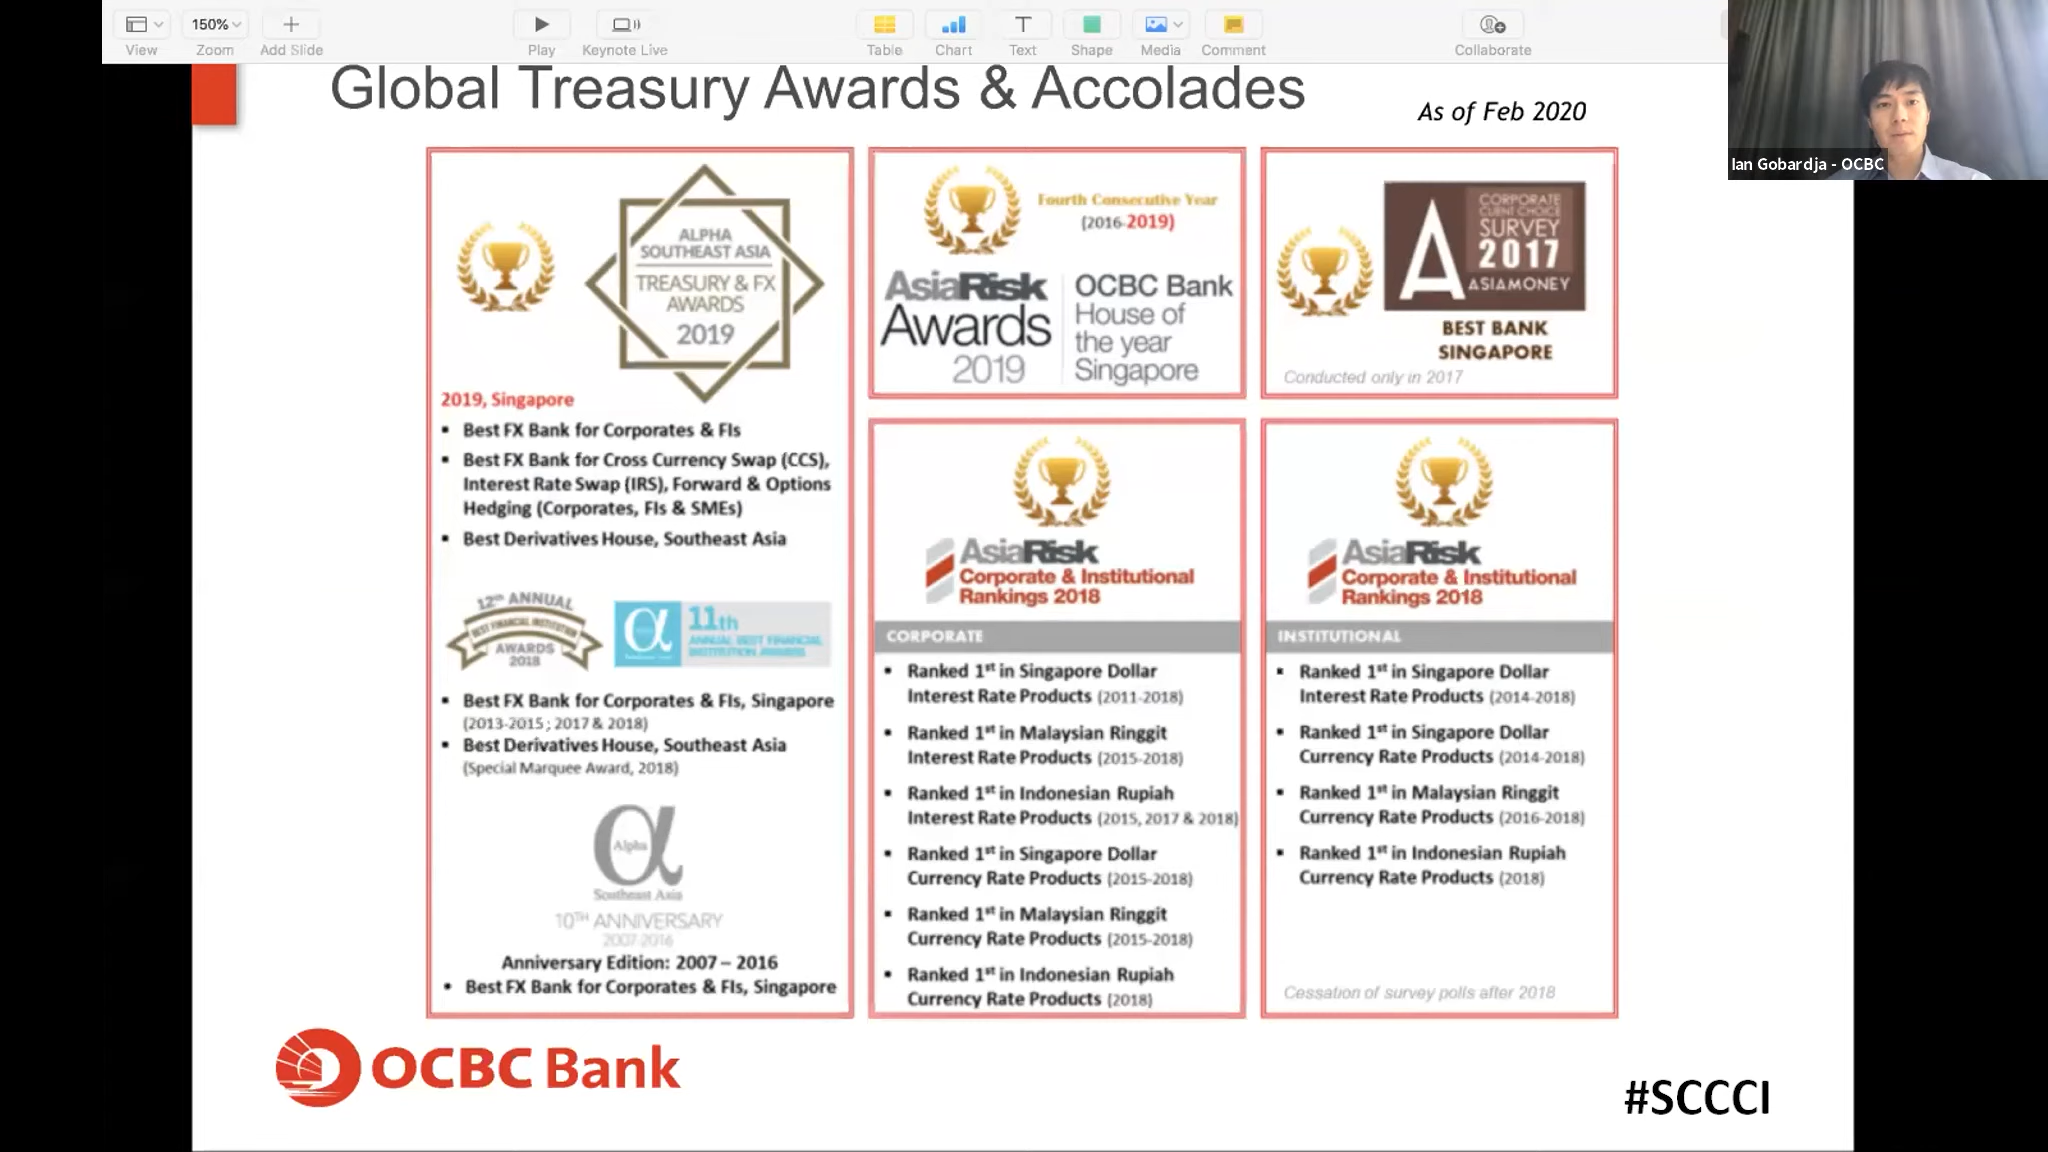 View
150%
Zoom
Add Slide
Play
Keynote Live
Table
Chart
Text
Shape
Media
Comment
Collaborate
Ian Gobardja - OCBC
Global Treasury Awards & Accolades
As of Feb 2020
ALPHA
SOUTHEAST ASIA
TREASURY & FX
AWARDS
2019
2019, Singapore
▪ Best FX Bank for Corporates & FIs
▪ Best FX Bank for Cross Currency Swap (CCS),
Interest Rate Swap (IRS), Forward & Options
Hedging (Corporates, FIs & SMEs)
▪ Best Derivatives House, Southeast Asia
12th ANNUAL
BEST FINANCIAL INSTITUTION
AWARDS
2018
α
11th
ANNUAL BEST FINANCIAL
INSTITUTION AWARDS
▪ Best FX Bank for Corporates & FIs, Singapore
(2013-2015; 2017 & 2018)
▪ Best Derivatives House, Southeast Asia
(Special Marquee Award, 2018)
α
Alpha
Southeast Asia
10TH ANNIVERSARY
2007-2016
Anniversary Edition: 2007 – 2016
• Best FX Bank for Corporates & FIs, Singapore
Fourth Consecutive Year
(2016-2019)
AsiaRisk
Awards
2019
OCBC Bank
House of
the year
Singapore
A
CORPORATE
CLIENT CHOICE
SURVEY
2017
ASIAMONEY
BEST BANK
SINGAPORE
Conducted only in 2017
AsiaRisk
Corporate & Institutional
Rankings 2018
CORPORATE
▪ Ranked 1st in Singapore Dollar
Interest Rate Products (2011-2018)
▪ Ranked 1st in Malaysian Ringgit
Interest Rate Products (2015-2018)
▪ Ranked 1st in Indonesian Rupiah
Interest Rate Products (2015, 2017 & 2018)
▪ Ranked 1st in Singapore Dollar
Currency Rate Products (2015-2018)
▪ Ranked 1st in Malaysian Ringgit
Currency Rate Products (2015-2018)
▪ Ranked 1st in Indonesian Rupiah
Currency Rate Products (2018)
AsiaRisk
Corporate & Institutional
Rankings 2018
INSTITUTIONAL
▪ Ranked 1st in Singapore Dollar
Interest Rate Products (2014-2018)
▪ Ranked 1st in Singapore Dollar
Currency Rate Products (2014-2018)
▪ Ranked 1st in Malaysian Ringgit
Currency Rate Products (2016-2018)
▪ Ranked 1st in Indonesian Rupiah
Currency Rate Products (2018)
Cessation of survey polls after 2018
OCBC Bank
#SCCCI